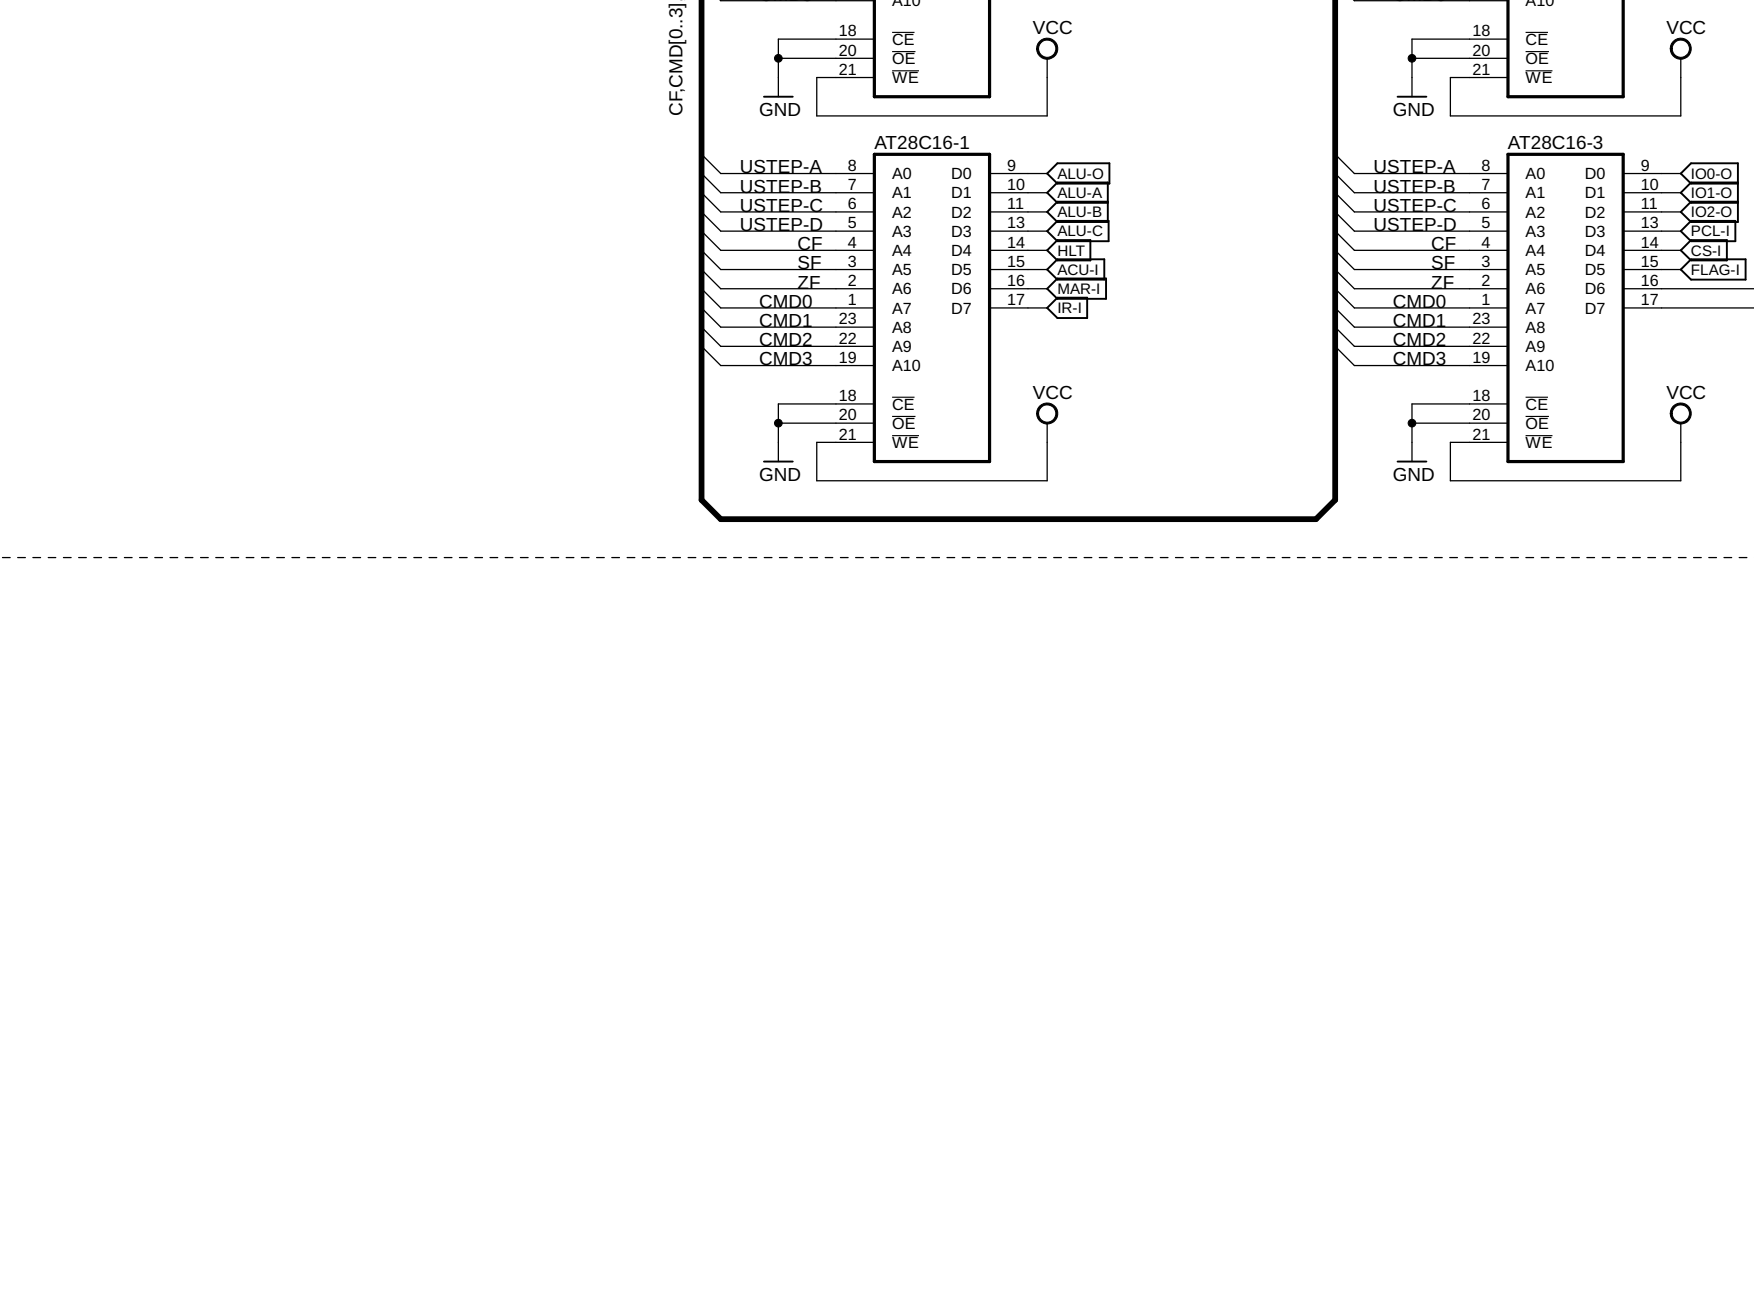 CF,CMD[0..3]
A10
18 CE
20 OE
21 WE
VCC
GND
A10
18 CE
20 OE
21 WE
VCC
GND
AT28C16-1
USTEP-A 8 A0 D0 9 ALU-O
USTEP-B 7 A1 D1 10 ALU-A
USTEP-C 6 A2 D2 11 ALU-B
USTEP-D 5 A3 D3 13 ALU-C
CF 4 A4 D4 14 HLT
SF 3 A5 D5 15 ACU-I
ZF 2 A6 D6 16 MAR-I
CMD0 1 A7 D7 17 IR-I
CMD1 23 A8
CMD2 22 A9
CMD3 19 A10
18 CE
20 OE
21 WE
VCC
GND
AT28C16-3
USTEP-A 8 A0 D0 9 IO0-O
USTEP-B 7 A1 D1 10 IO1-O
USTEP-C 6 A2 D2 11 IO2-O
USTEP-D 5 A3 D3 13 PCL-I
CF 4 A4 D4 14 CS-I
SF 3 A5 D5 15 FLAG-I
ZF 2 A6 D6 16
CMD0 1 A7 D7 17
CMD1 23 A8
CMD2 22 A9
CMD3 19 A10
18 CE
20 OE
21 WE
VCC
GND